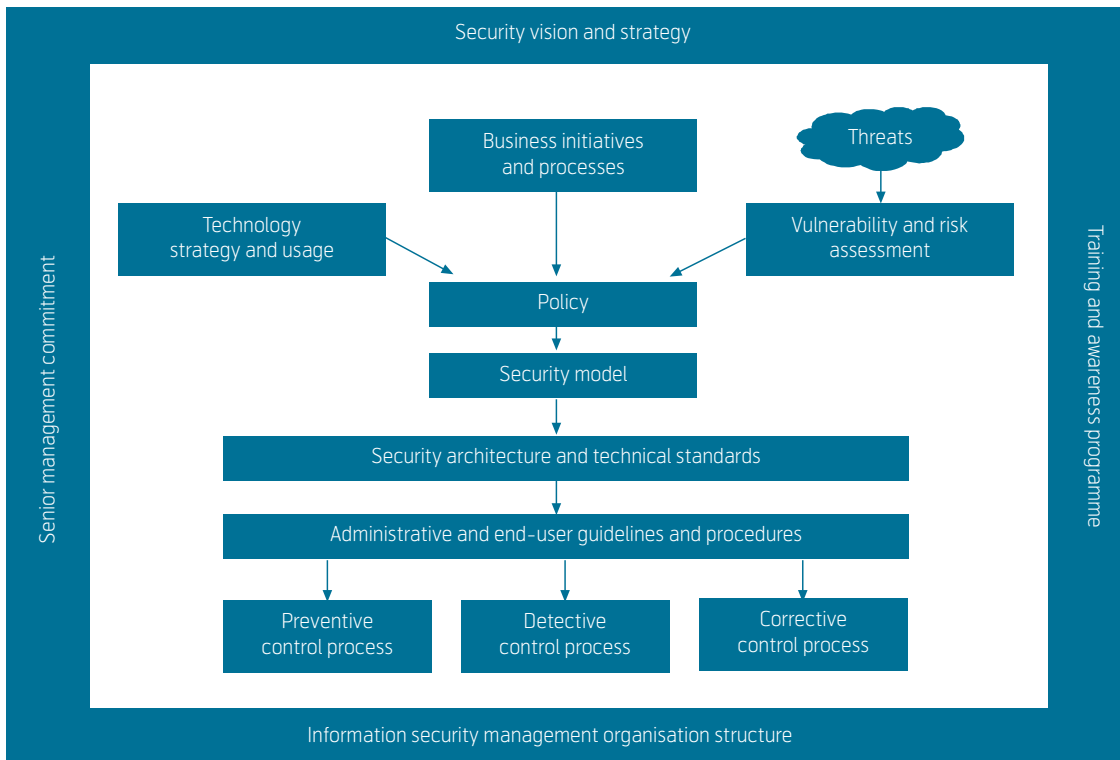 Security vision and strategy
Business initiatives
and processes
Threats
Technology
strategy and usage
Vulnerability and risk
assessment
Senior management commitment
Training and awareness programme
Policy
Security model
Security architecture and technical standards
Administrative and end-user guidelines and procedures
Preventive
control process
Detective
control process
Corrective
control process
Information security management organisation structure